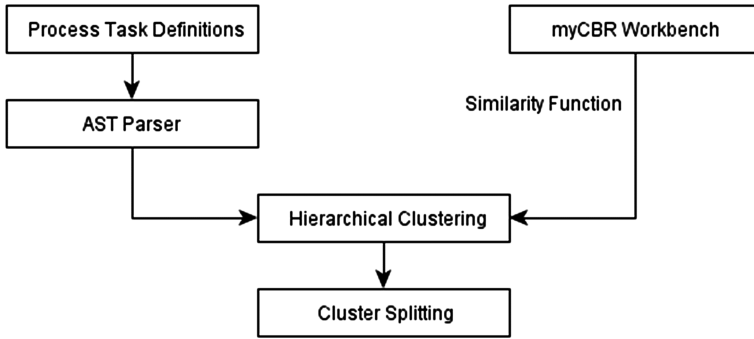 Process Task Definitions
myCBR Workbench
Similarity Function
AST Parser
Hierarchical Clustering
Cluster Splitting